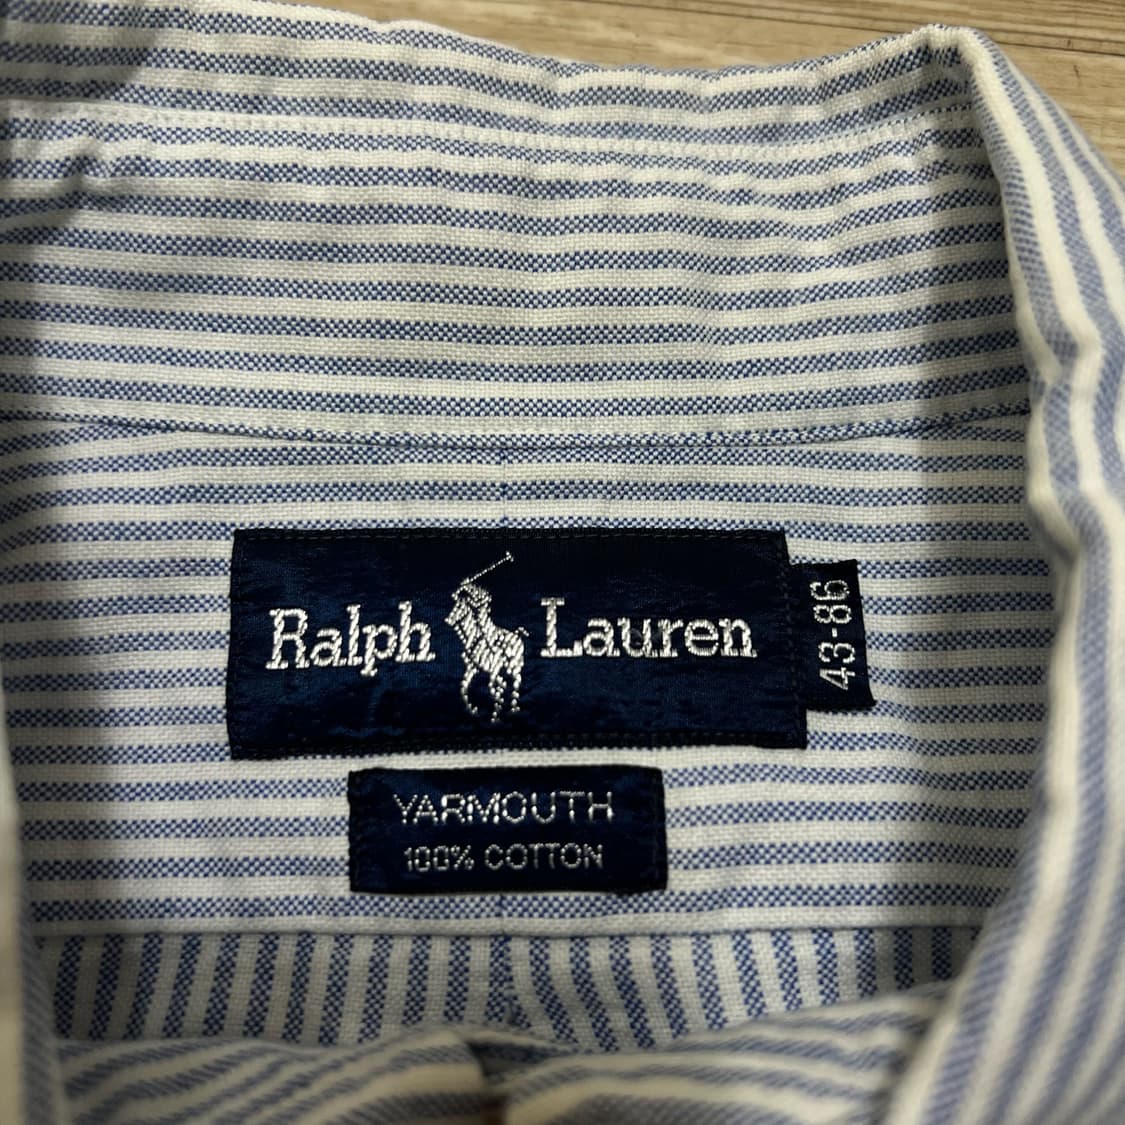 Ralph Lauren
43-86
YARMOUTH
100% COTTON